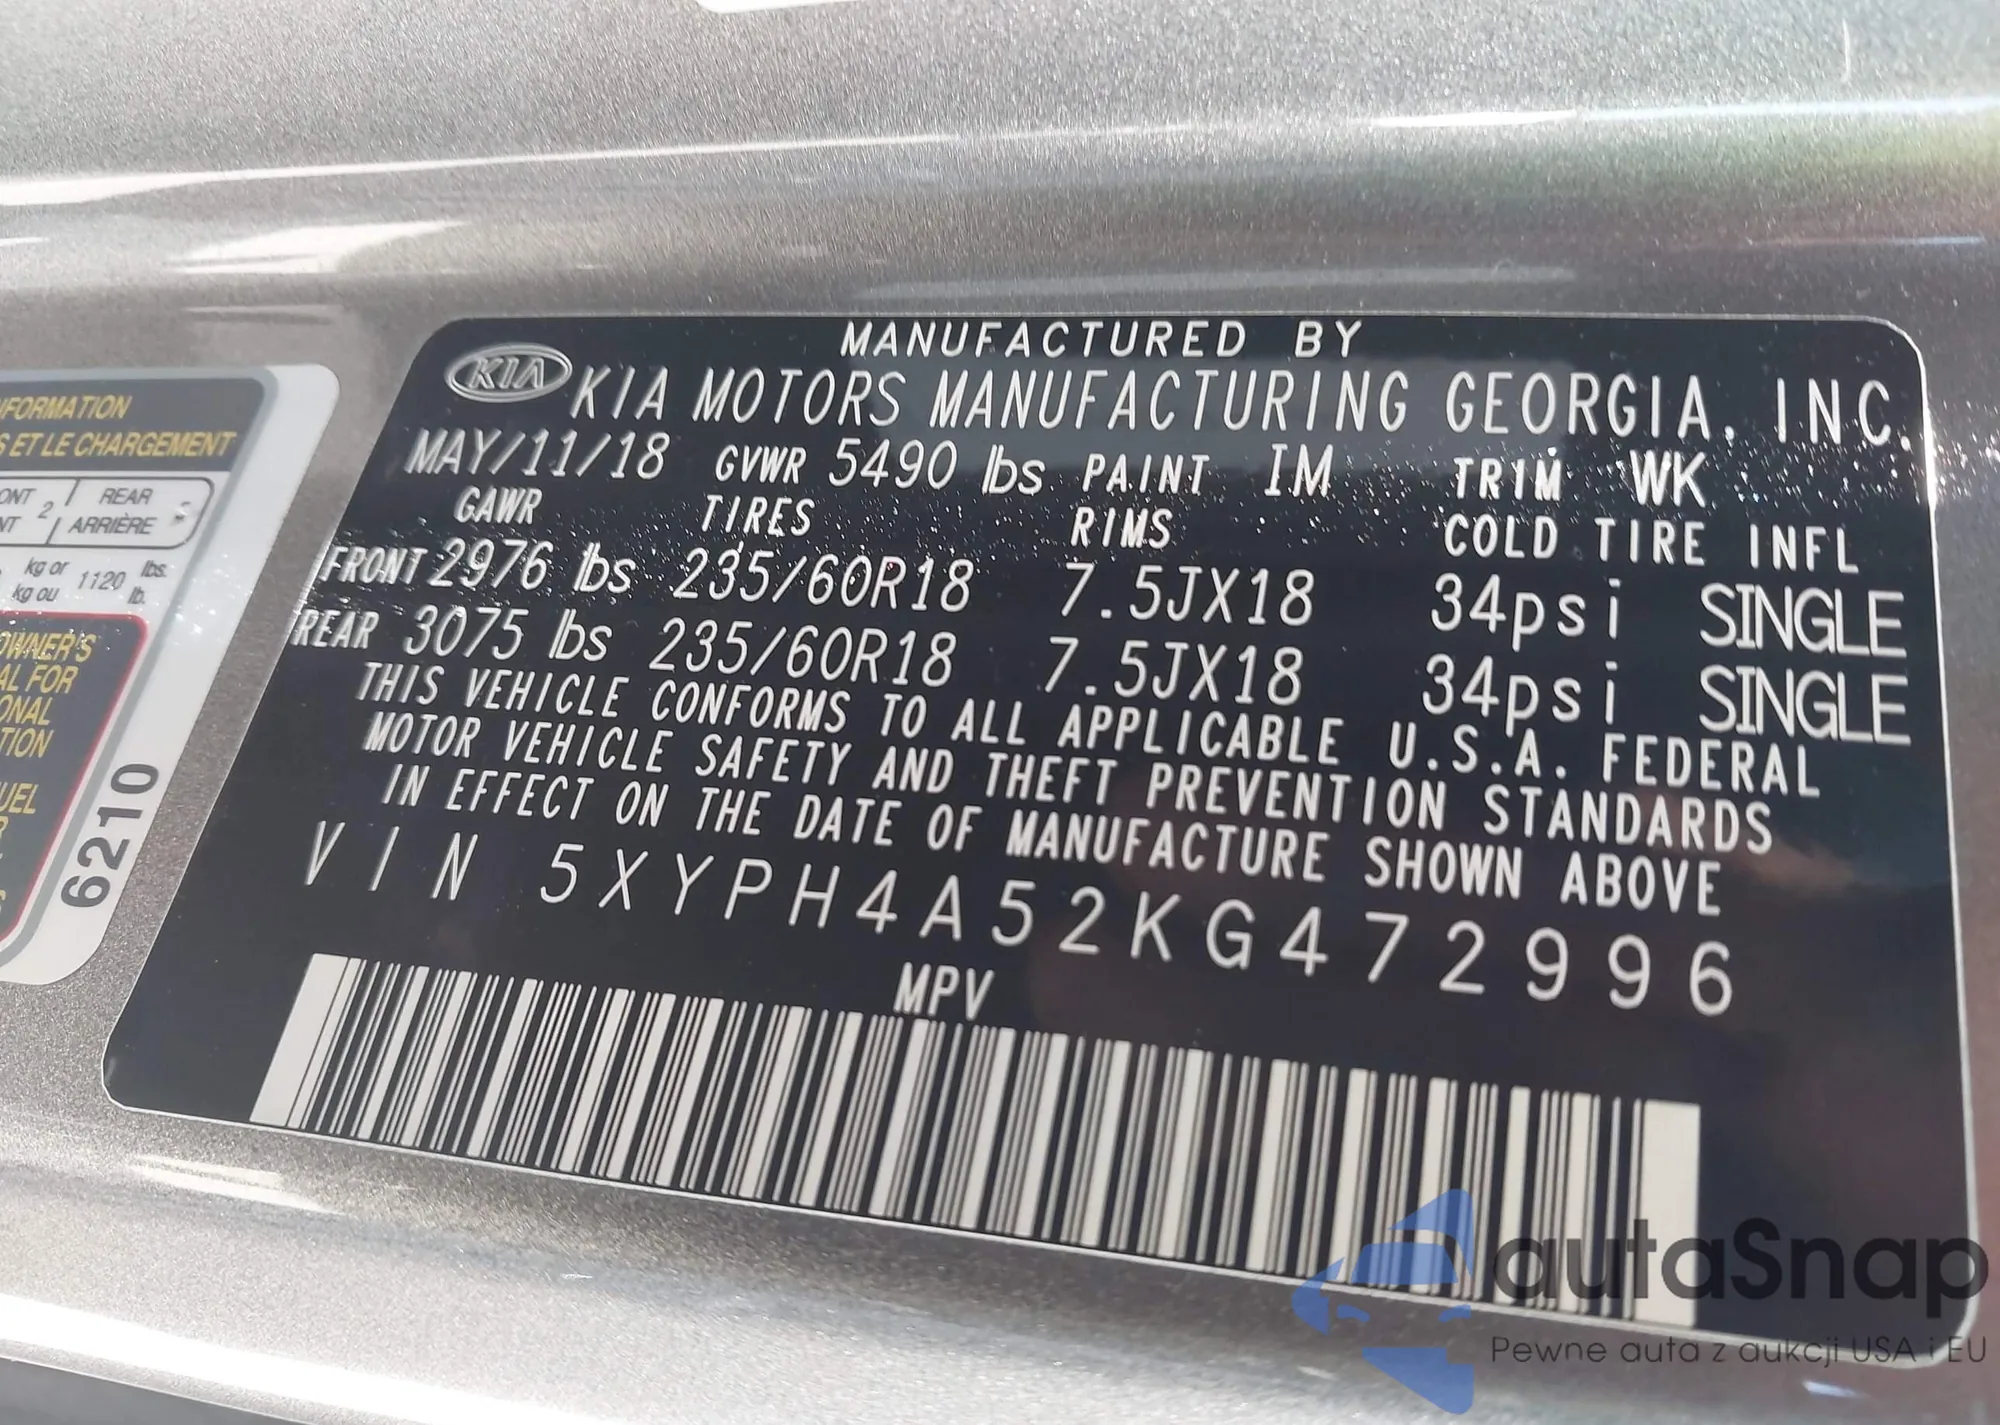 MANUFACTURED BY
KIA KIA MOTORS MANUFACTURING GEORGIA, INC.
MAY/11/18 GVWR 5490 lbs PAINT IM TRIM WK
GAWR TIRES RIMS COLD TIRE INFL
FRONT 2976 lbs 235/60R18 7.5JX18 34psi SINGLE
REAR 3075 lbs 235/60R18 7.5JX18 34psi SINGLE
THIS VEHICLE CONFORMS TO ALL APPLICABLE U.S.A. FEDERAL
MOTOR VEHICLE SAFETY AND THEFT PREVENTION STANDARDS
IN EFFECT ON THE DATE OF MANUFACTURE SHOWN ABOVE
VIN 5XYPH4A52KG472996
MPV
ET LE CHARGEMENT
2 REAR
ARRIÈRE
kg or 1120 lbs.
kg ou lb.
OWNER'S
FOR
6210
autaSnap
Pewne auta z aukcji USA i EU